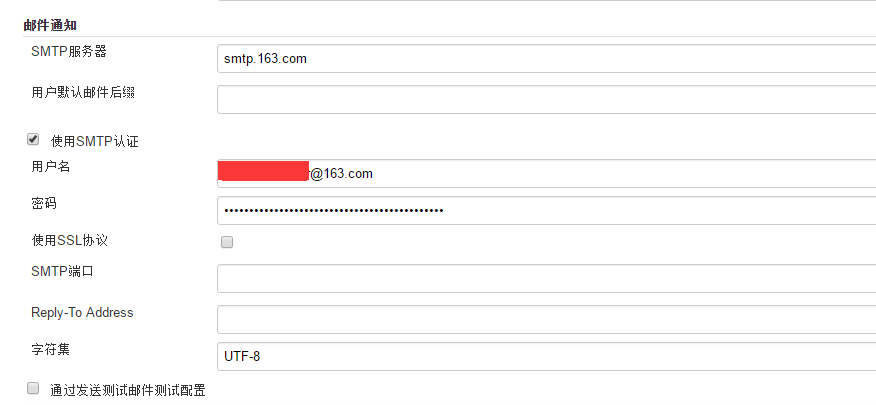 邮件通知
SMTP服务器
smtp.163.com
用户默认邮件后缀
使用SMTP认证
用户名
@163.com
密码
使用SSL协议
SMTP端口
Reply-To Address
字符集
UTF-8
通过发送测试邮件测试配置